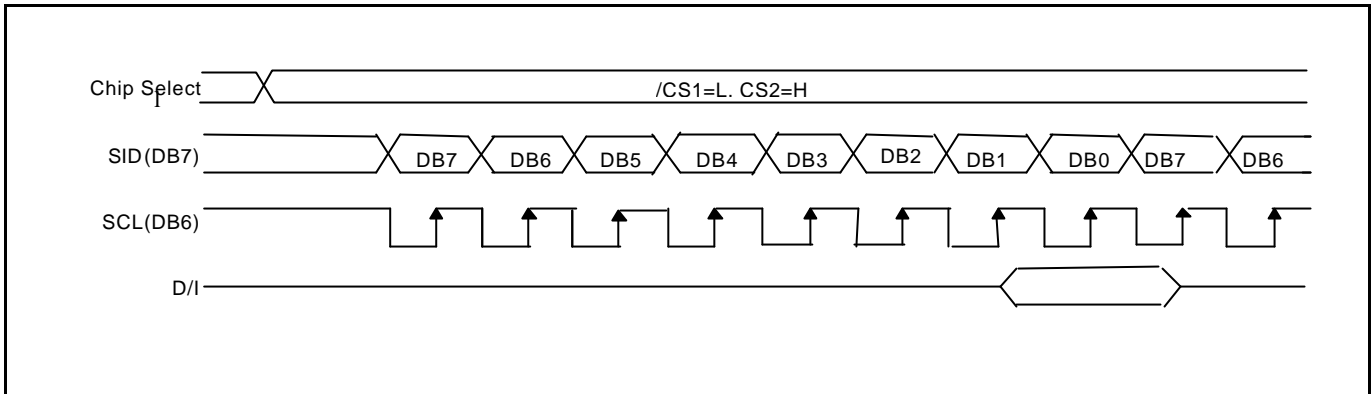 Chip Select
/CS1=L. CS2=H
SID(DB7)
DB7 DB6 DB5 DB4 DB3 DB2 DB1 DB0 DB7 DB6
SCL(DB6)
D/I